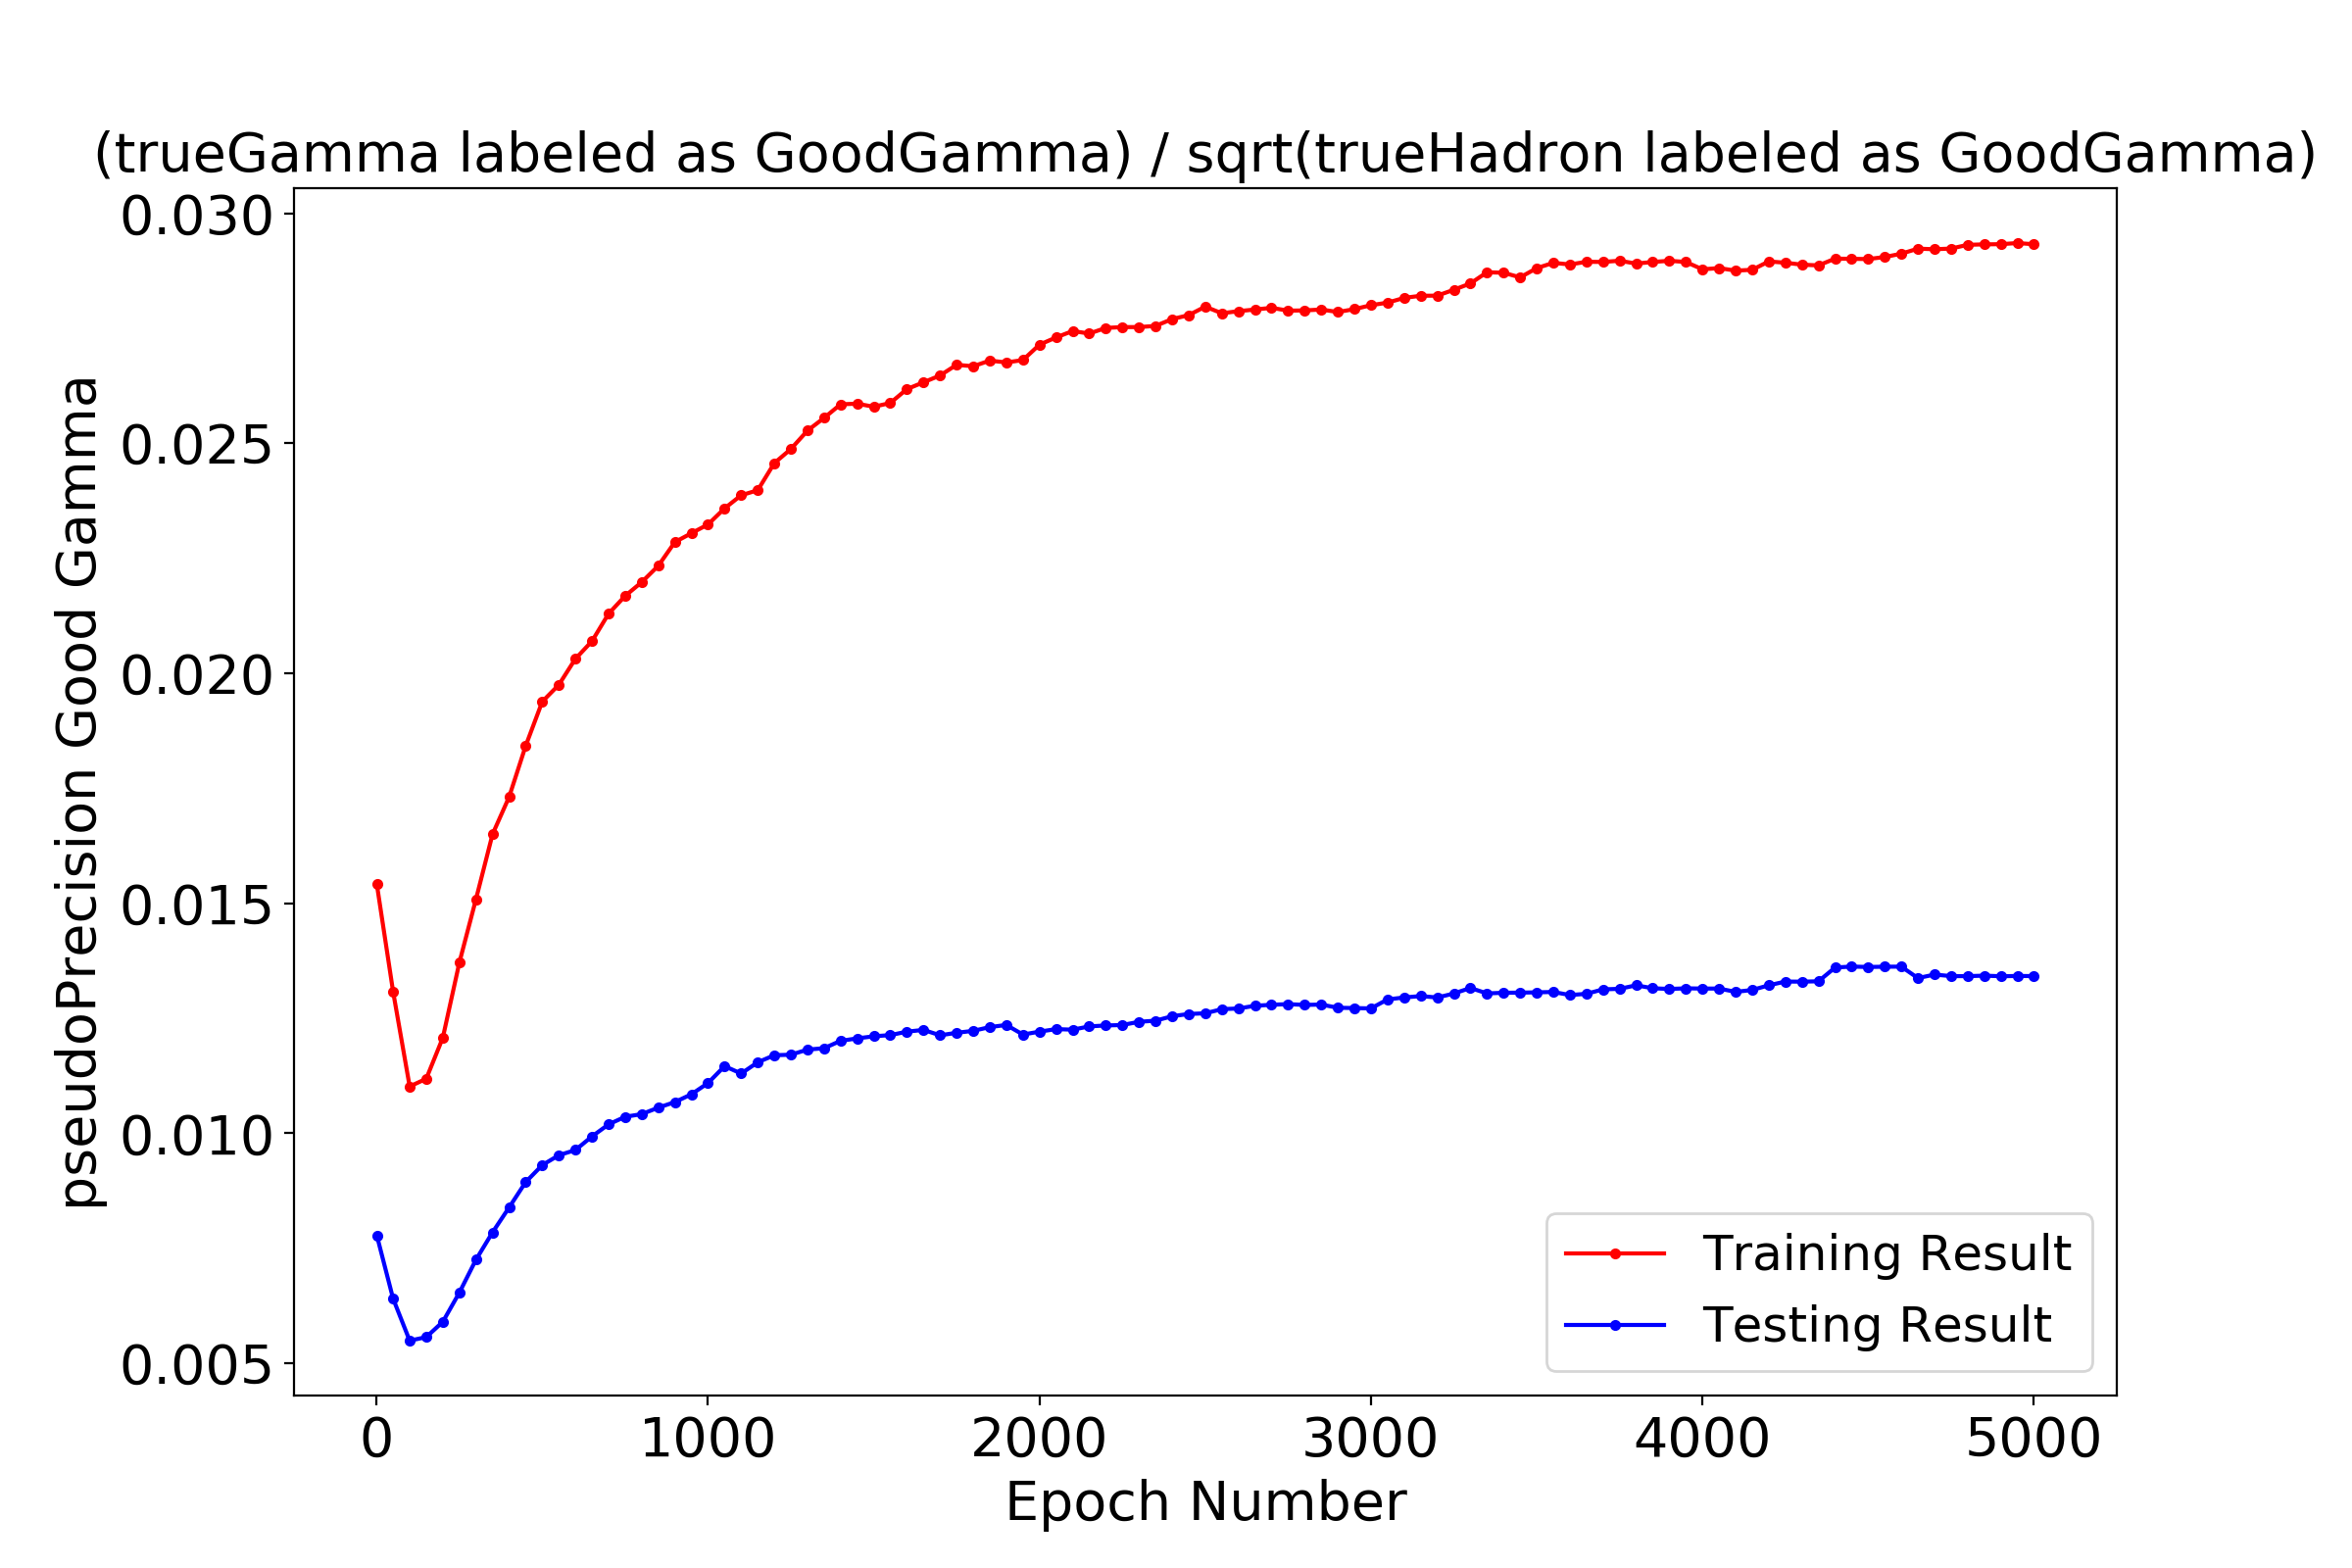 (trueGamma labeled as GoodGamma) / sqrt(trueHadron labeled as GoodGamma)
pseudoPrecision Good Gamma
0.030
0.025
0.020
0.015
0.010
0.005
Training Result
Testing Result
0 1000 2000 3000 4000 5000
Epoch Number